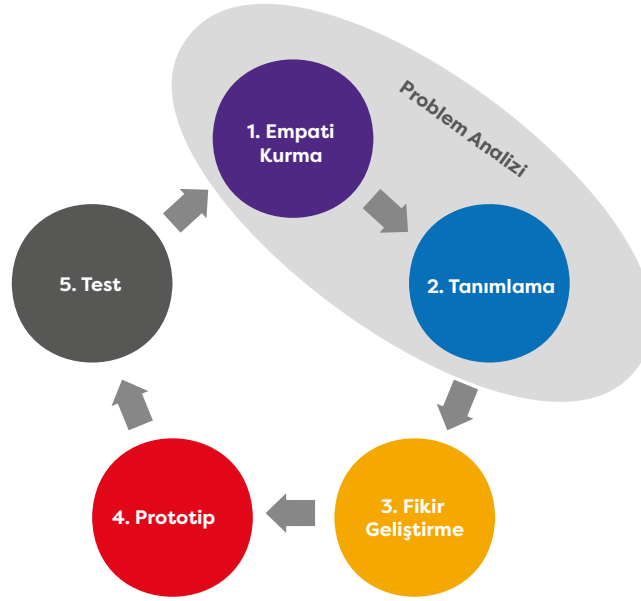 1. Empati
Kurma
Problem Analizi
2. Tanımlama
3. Fikir
Geliştirme
4. Prototip
5. Test